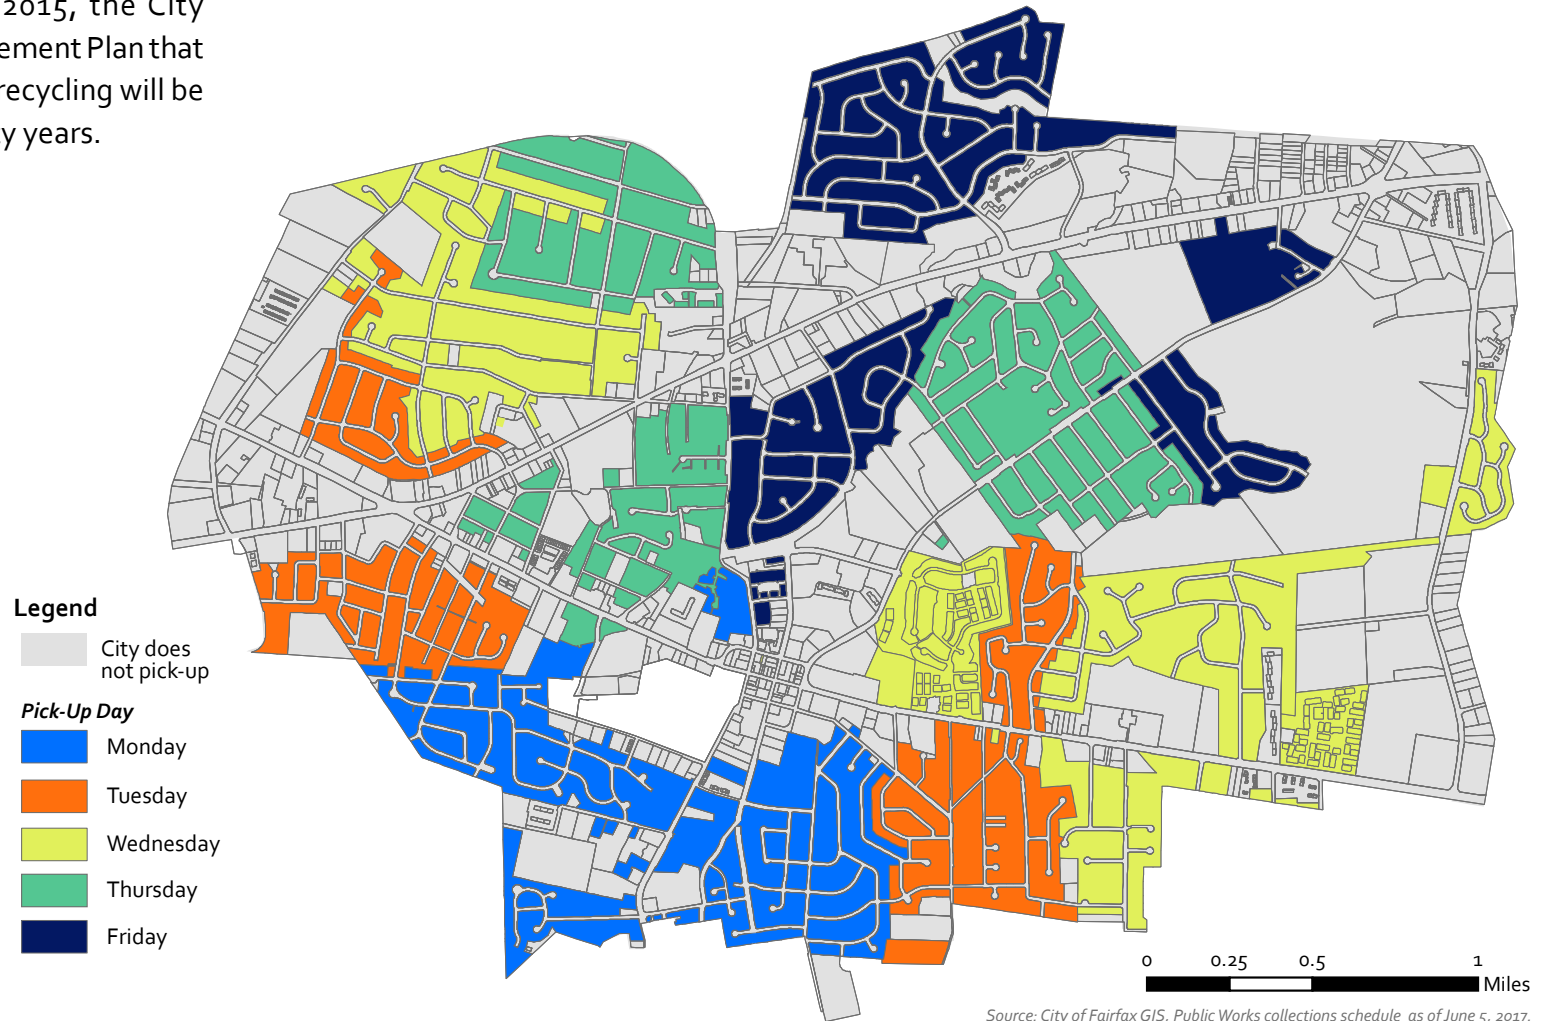 2015, the City
ement Plan that
recycling will be
ty years.
Legend
City does
not pick-up
Pick-Up Day
Monday
Tuesday
Wednesday
Thursday
Friday
0 0.25 0.5 1
Miles
Source: City of Fairfax GIS, Public Works collections schedule as of June 5, 2017.